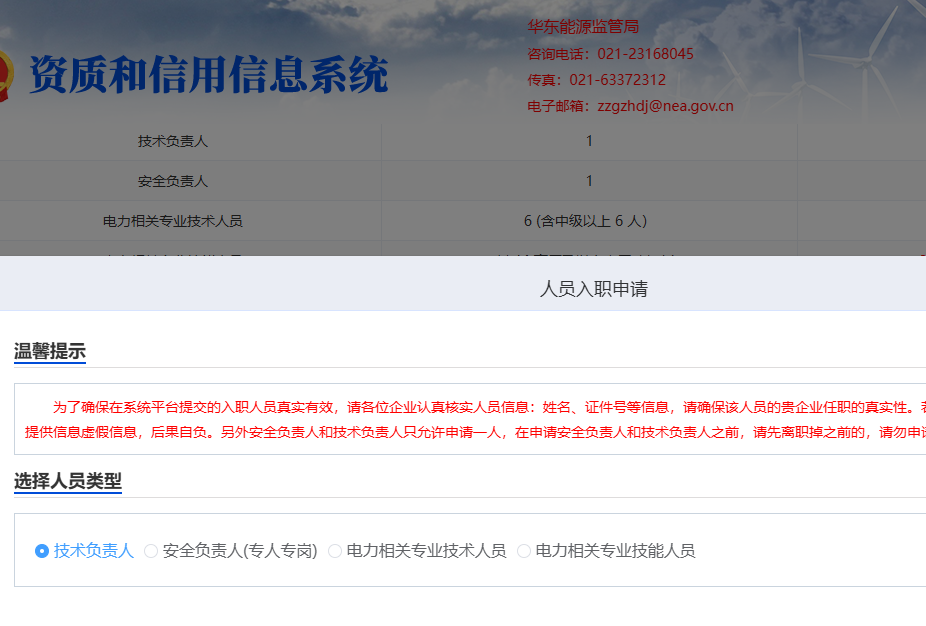 华东能源监管局
资质和信用信息系统
咨询电话：021-23168045
传真：021-63372312
电子邮箱：zzgzhdj@nea.gov.cn
技术负责人 1
安全负责人 1
电力相关专业技术人员 6 (含中级以上 6 人)
人员入职申请
温馨提示
为了确保在系统平台提交的入职人员真实有效，请各位企业认真核实人员信息：姓名、证件号等信息，请确保该人员的贵企业任职的真实性。
提供信息虚假信息，后果自负。另外安全负责人和技术负责人只允许申请一人，在申请安全负责人和技术负责人之前，请先离职掉之前的，请勿申
选择人员类型
技术负责人 安全负责人(专人专岗) 电力相关专业技术人员 电力相关专业技能人员